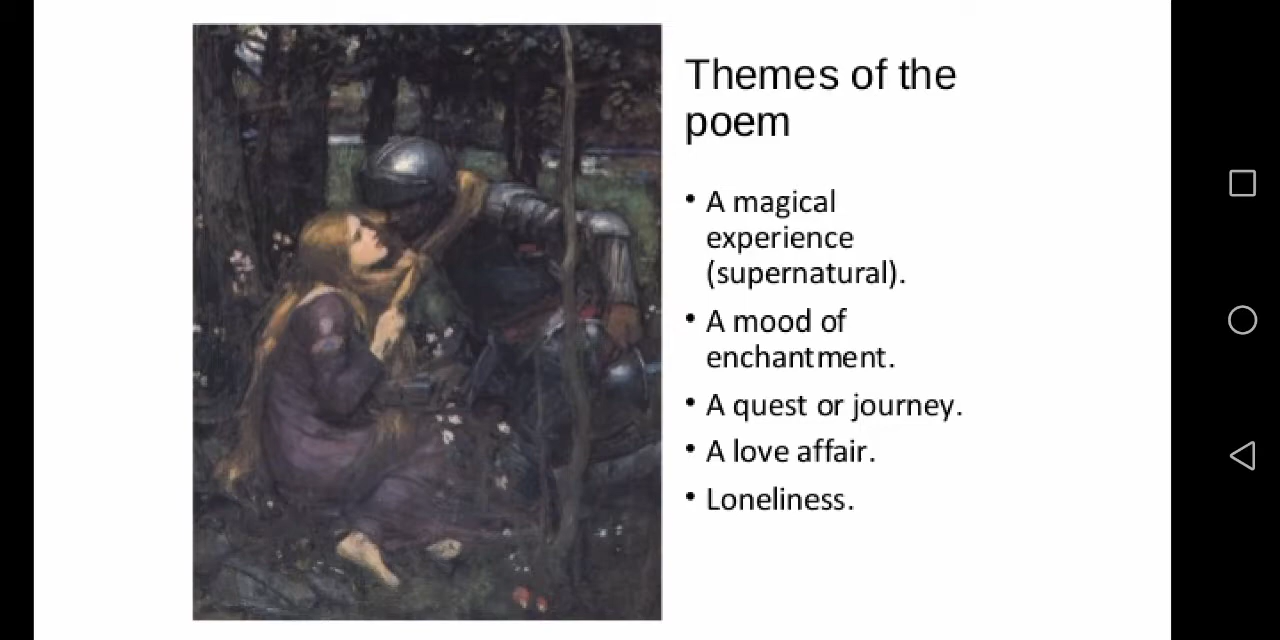 Themes of the
poem
• A magical
experience
(supernatural).
• A mood of
enchantment.
• A quest or journey.
• A love affair.
• Loneliness.